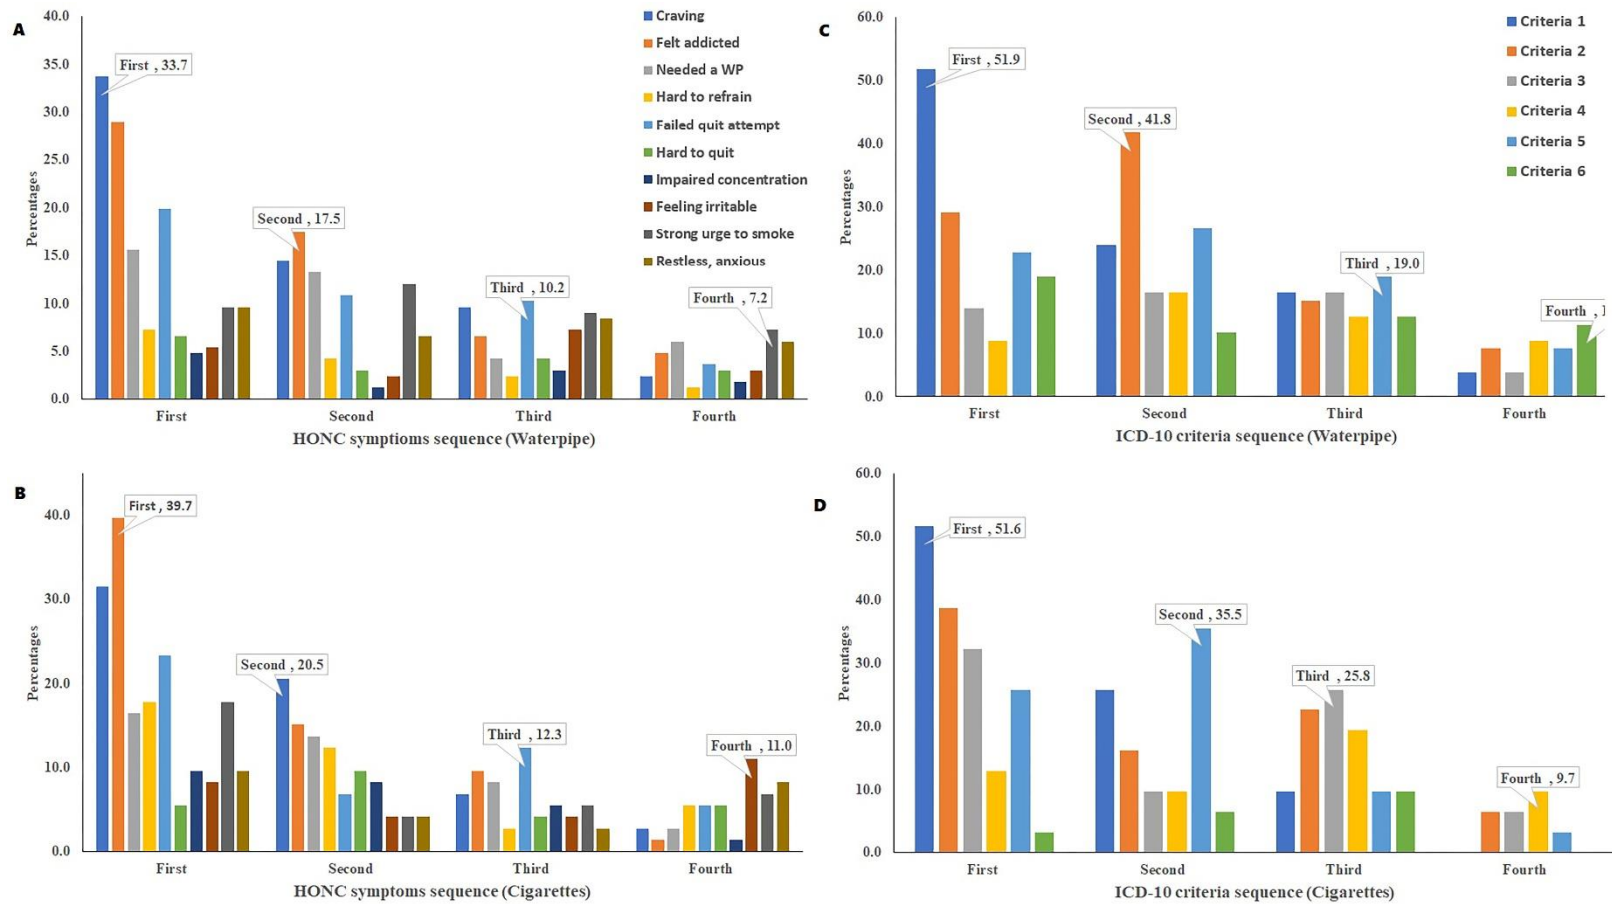 A
40.0
35.0
30.0
25.0
20.0
15.0
10.0
5.0
0.0
Percentages
First , 33.7
Second , 17.5
Third , 10.2
Fourth , 7.2
Craving
Felt addicted
Needed a WP
Hard to refrain
Failed quit attempt
Hard to quit
Impaired concentration
Feeling irritable
Strong urge to smoke
Restless, anxious
First Second Third Fourth
HONC symptioms sequence (Waterpipe)
C
60.0
50.0
40.0
30.0
20.0
10.0
0.0
Percentages
First , 51.9
Second , 41.8
Third , 19.0
Fourth , 1
Criteria 1
Criteria 2
Criteria 3
Criteria 4
Criteria 5
Criteria 6
First Second Third Fourth
ICD-10 criteria sequence (Waterpipe)
B
40.0
30.0
20.0
10.0
0.0
Percentages
First , 39.7
Second , 20.5
Third , 12.3
Fourth , 11.0
First Second Third Fourth
HONC symptoms sequence (Cigarettes)
D
60.0
50.0
40.0
30.0
20.0
10.0
0.0
Percentages
First , 51.6
Second , 35.5
Third , 25.8
Fourth , 9.7
First Second Third Fourth
ICD-10 criteria sequence (Cigarettes)